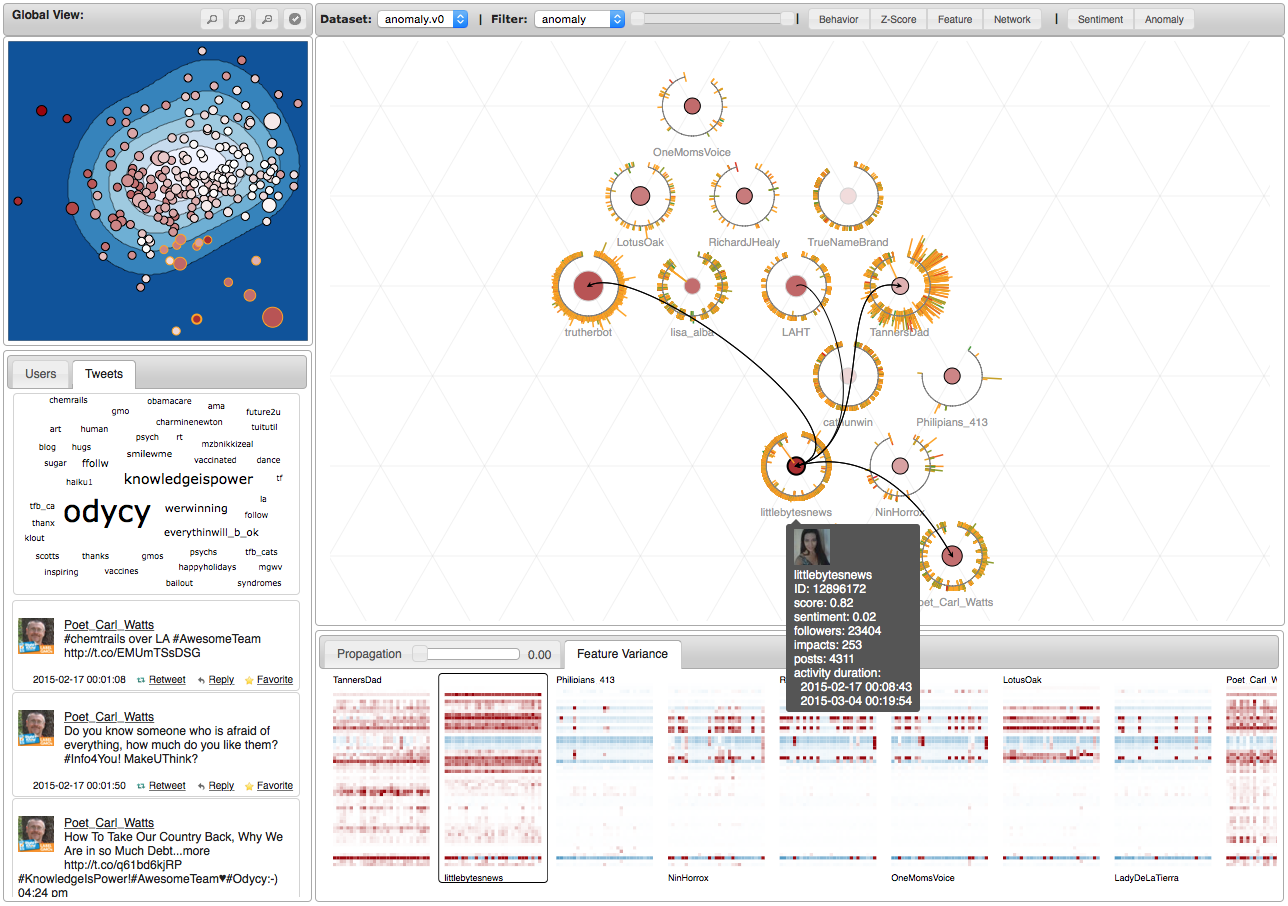 Global View:
Dataset: anomaly.v0 | Filter: anomaly | Behavior Z-Score Feature Network | Sentiment Anomaly
OneMomsVoice
LotusOak RichardJHealy TrueNameBrand
trutherbot lisa_alba LAHT TannersDad
cathunwin Philipians_413
littlebytesnews NinHorrox
Poet_Carl_Watts
littlebytesnews
ID: 12896172
score: 0.82
sentiment: 0.02
followers: 23404
impacts: 253
posts: 4311
activity duration:
2015-02-17 00:08:43
2015-03-04 00:19:54
Users Tweets
chemrails obamacare
gmo ama future2u
charminenewton tuitutil
art human psych rt
blog hugs smilewme mzbnikkizeal
sugar ffollw vaccinated dance
haiku1 knowledgeispower tf
tfb_ca odycy werwinning la
thanx follow
klout everythinwill_b_ok
scotts thanks gmos psychs tfb_cats
inspiring vaccines happyholidays mgwv
bailout syndromes
Poet_Carl_Watts
#chemtrails over LA #AwesomeTeam
http://t.co/EMUmTSsDSG
2015-02-17 00:01:08 Retweet Reply Favorite
Poet_Carl_Watts
Do you know someone who is afraid of
everything, how much do you like them?
#Info4You! MakeUThink?
2015-02-17 00:01:50 Retweet Reply Favorite
Poet_Carl_Watts
How To Take Our Country Back, Why We
Are in so Much Debt...more
http://t.co/q61bd6kjRP
#KnowledgeIsPower!#AwesomeTeam♥#Odycy:-)
04:24 pm
Propagation 0.00 Feature Variance
TannersDad Philipians_413 LotusOak
littlebytesnews NinHorrox OneMomsVoice LadyDeLaTierra